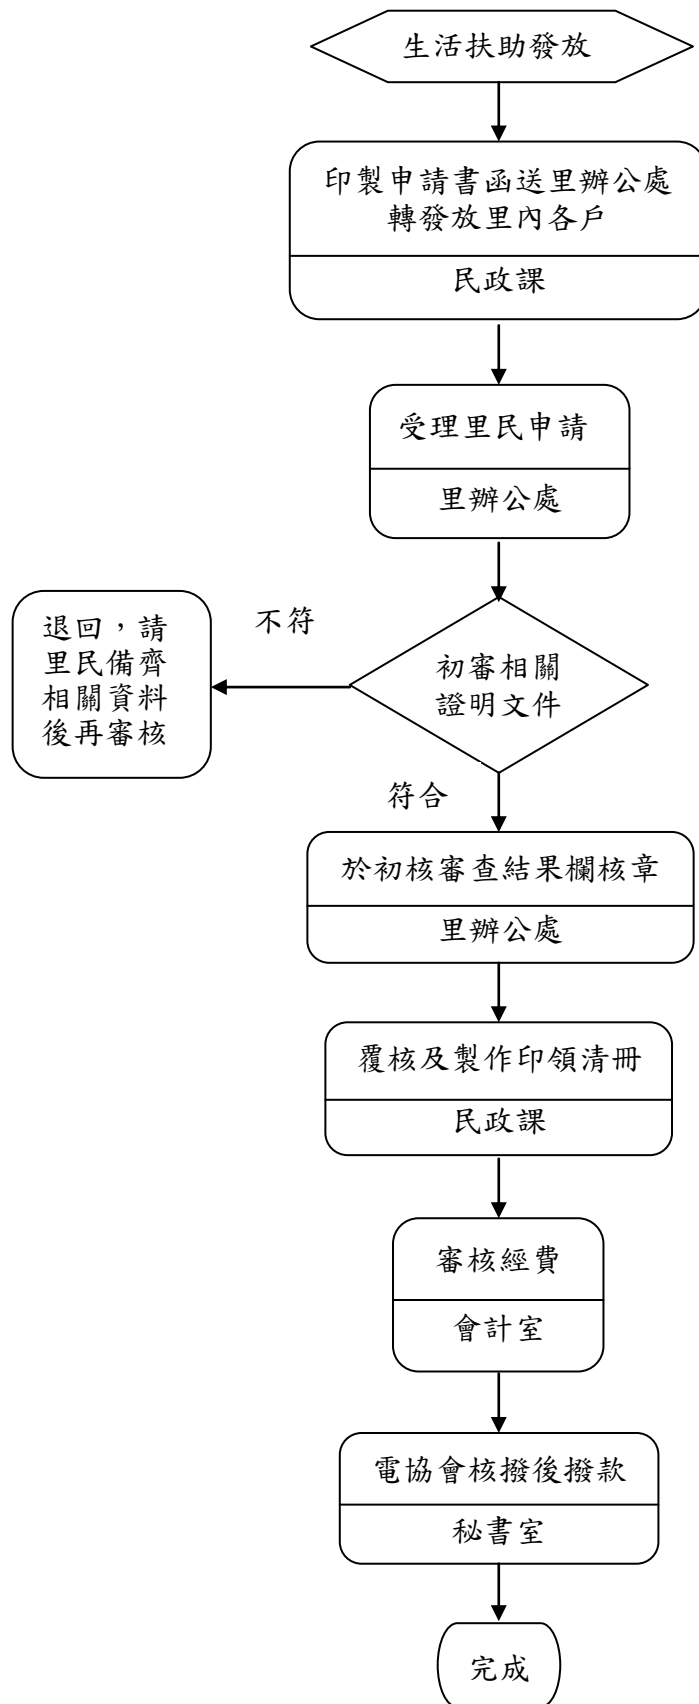 生活扶助發放
印製申請書函送里辦公處
轉發放里內各戶
民政課
受理里民申請
里辦公處
初審相關
證明文件
不符
退回，請
里民備齊
相關資料
後再審核
符合
於初核審查結果欄核章
里辦公處
覆核及製作印領清冊
民政課
審核經費
會計室
電協會核撥後撥款
秘書室
完成